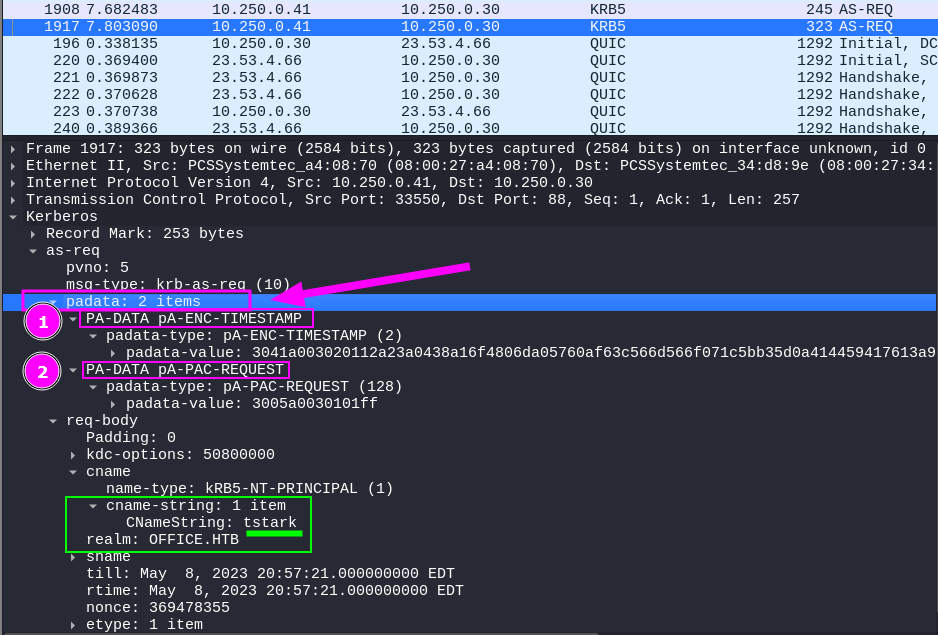 1908 7.682483 10.250.0.41 10.250.0.30 KRB5 245 AS-REQ
1917 7.803090 10.250.0.41 10.250.0.30 KRB5 323 AS-REQ
196 0.338135 10.250.0.30 23.53.4.66 QUIC 1292 Initial, DC
220 0.369400 23.53.4.66 10.250.0.30 QUIC 1292 Initial, SC
221 0.369873 23.53.4.66 10.250.0.30 QUIC 1292 Handshake,
222 0.370628 23.53.4.66 10.250.0.30 QUIC 1292 Handshake,
223 0.370738 10.250.0.30 23.53.4.66 QUIC 1292 Handshake,
240 0.389366 23.53.4.66 10.250.0.30 QUIC 1292 Handshake,
Frame 1917: 323 bytes on wire (2584 bits), 323 bytes captured (2584 bits) on interface unknown, id 0
Ethernet II, Src: PCSSystemtec_a4:08:70 (08:00:27:a4:08:70), Dst: PCSSystemtec_34:d8:9e (08:00:27:34:
Internet Protocol Version 4, Src: 10.250.0.41, Dst: 10.250.0.30
Transmission Control Protocol, Src Port: 33550, Dst Port: 88, Seq: 1, Ack: 1, Len: 257
Kerberos
Record Mark: 253 bytes
as-req
pvno: 5
msg-type: krb-as-req (10)
padata: 2 items
1 PA-DATA pA-ENC-TIMESTAMP
padata-type: pA-ENC-TIMESTAMP (2)
padata-value: 3041a003020112a23a0438a16f4806da05760af63c566d566f071c5bb35d0a414459417613a9
2 PA-DATA pA-PAC-REQUEST
padata-type: pA-PAC-REQUEST (128)
padata-value: 3005a0030101ff
req-body
Padding: 0
kdc-options: 50800000
cname
name-type: kRB5-NT-PRINCIPAL (1)
cname-string: 1 item
CNameString: tstark
realm: OFFICE.HTB
sname
till: May  8, 2023 20:57:21.000000000 EDT
rtime: May  8, 2023 20:57:21.000000000 EDT
nonce: 369478355
etype: 1 item